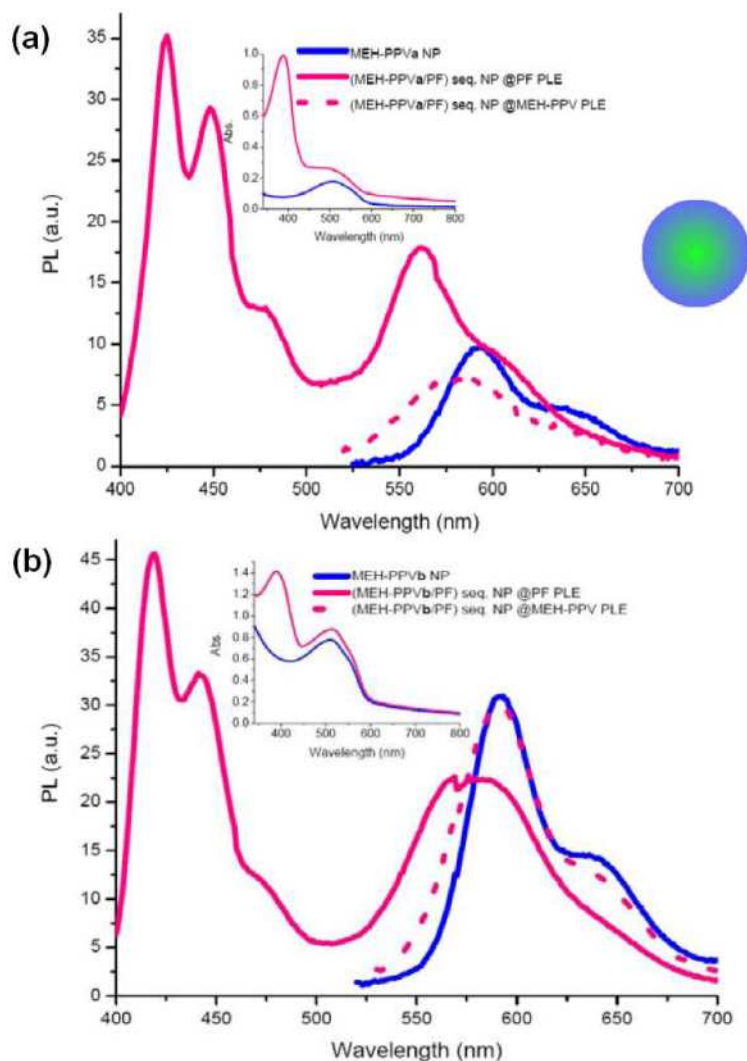 (a)
MEH-PPVa NP
(MEH-PPVa/PF) seq. NP @PF PLE
(MEH-PPVa/PF) seq. NP @MEH-PPV PLE
PL (a.u.)
35
30
25
20
15
10
5
0
Abs.
1.0
0.8
0.6
0.4
0.2
0.0
400 500 600 700 800
Wavelength (nm)
400 450 500 550 600 650 700
Wavelength (nm)
(b)
MEH-PPVb NP
(MEH-PPVb/PF) seq. NP @PF PLE
(MEH-PPVb/PF) seq. NP @MEH-PPV PLE
PL (a.u.)
45
40
35
30
25
20
15
10
5
0
Abs.
1.4
1.2
1.0
0.8
0.6
0.4
0.2
0.0
400 500 600 700 800
Wavelength (nm)
400 450 500 550 600 650 700
Wavelength (nm)